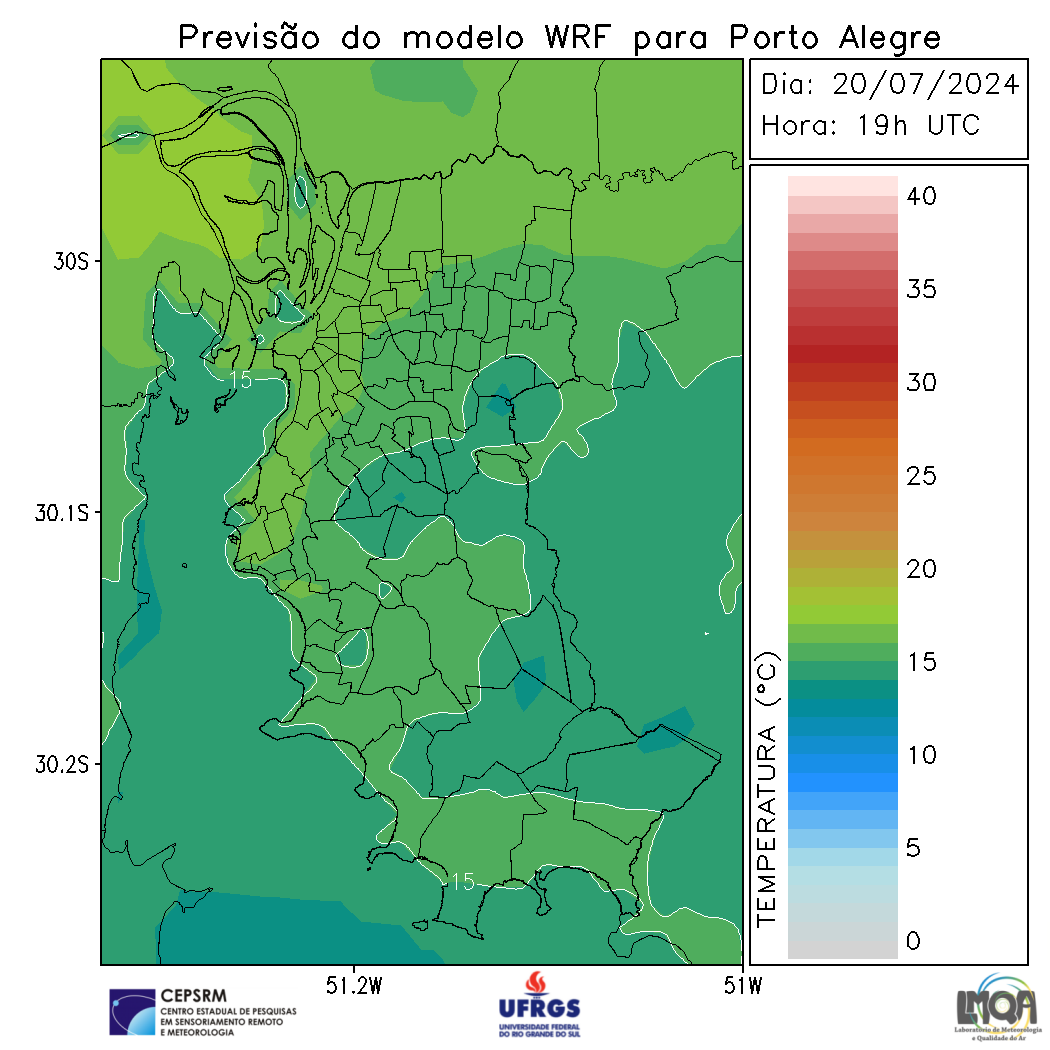 Previsão do modelo WRF para Porto Alegre
Dia: 20/07/2024
Hora: 19h UTC
30S
30.1S
30.2S
51.2W
51W
15
15
TEMPERATURA (°C)
40
35
30
25
20
15
10
5
0
CEPSRM
CENTRO ESTADUAL DE PESQUISAS
EM SENSORIAMENTO REMOTO
E METEOROLOGIA
UFRGS
UNIVERSIDADE FEDERAL
DO RIO GRANDE DO SUL
LMQA
Laboratório de Meteorologia
e Qualidade do Ar